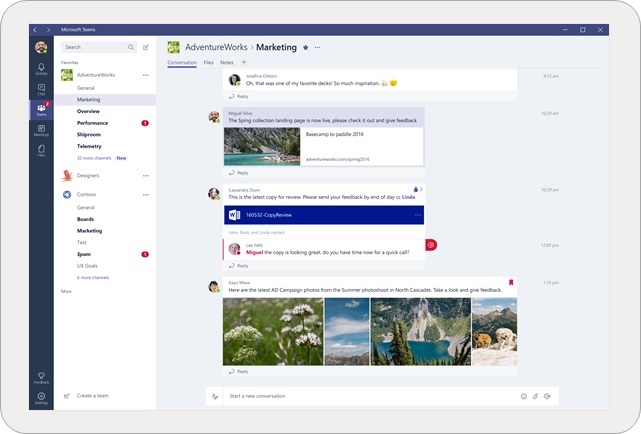 Microsoft Teams
Search
Favorites
AdventureWorks
General
Marketing
Overview
Performance 1
Shiproom
Telemetry
32 more channels New
Designers
Contoso
General
Boards
Marketing
Test
Spam 1
UX Goals
6 more channels
More
Create a team
Activity
Chat
2
Teams
Meetings
Files
Feedback
Settings
AdventureWorks > Marketing
Conversation Files Notes +
Josefina Osborn
Oh, that was one of my favorite decks! So much inspiration.
8:12 am
Reply
Miguel Silva
10:29 am
The Sping collection landing page is now live, please check it out and give feedback
Basecamp to paddle 2016
adventureworks.com/spring2016
Reply
Cassandra Dunn
2
10:29 am
This is the latest copy for review. Please send your feedback by end of day cc Linda
160532-CopyReview
John, Brad, and Linda replied
Lee Felts
12:00 pm
Miguel the copy is looking great, do you have time now for a quick call?
Reply
Kayo Miwa
1:15 pm
Here are the latest AD Campaign photos from the Summer photoshoot in North Cascades. Take a look and give feedback.
Reply
Start a new conversation